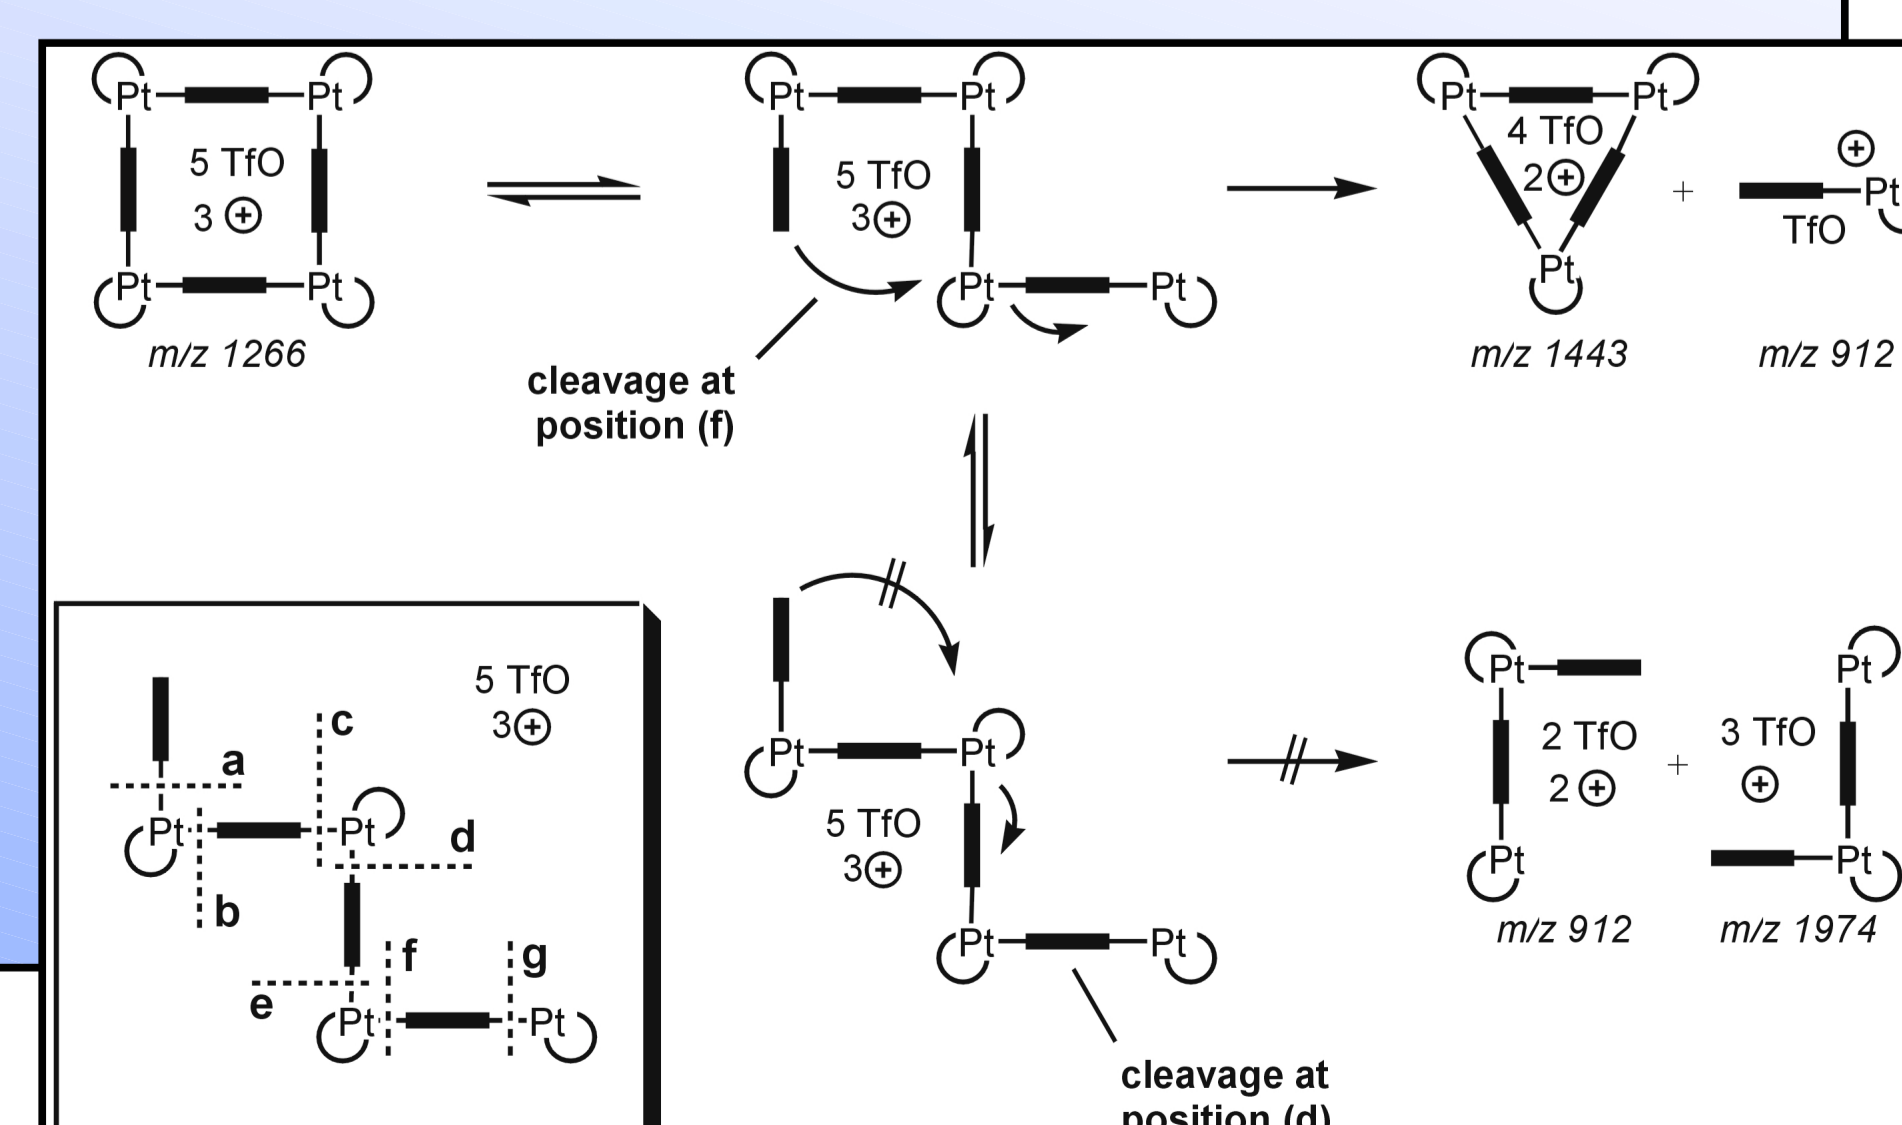 Pt Pt
5 TfO
3 ⊕
Pt Pt
m/z 1266
Pt Pt
5 TfO
3⊕
Pt Pt
cleavage at
position (f)
Pt Pt
4 TfO
2⊕
Pt
m/z 1443
+
⊕
Pt
TfO
m/z 912
5 TfO
3⊕
a
c
Pt Pt
b
d
e
f
g
Pt Pt
Pt Pt
5 TfO
3⊕
Pt Pt
cleavage at
position (d)
Pt
2 TfO
2 ⊕
Pt
m/z 912
+
Pt
3 TfO
⊕
Pt
m/z 1974